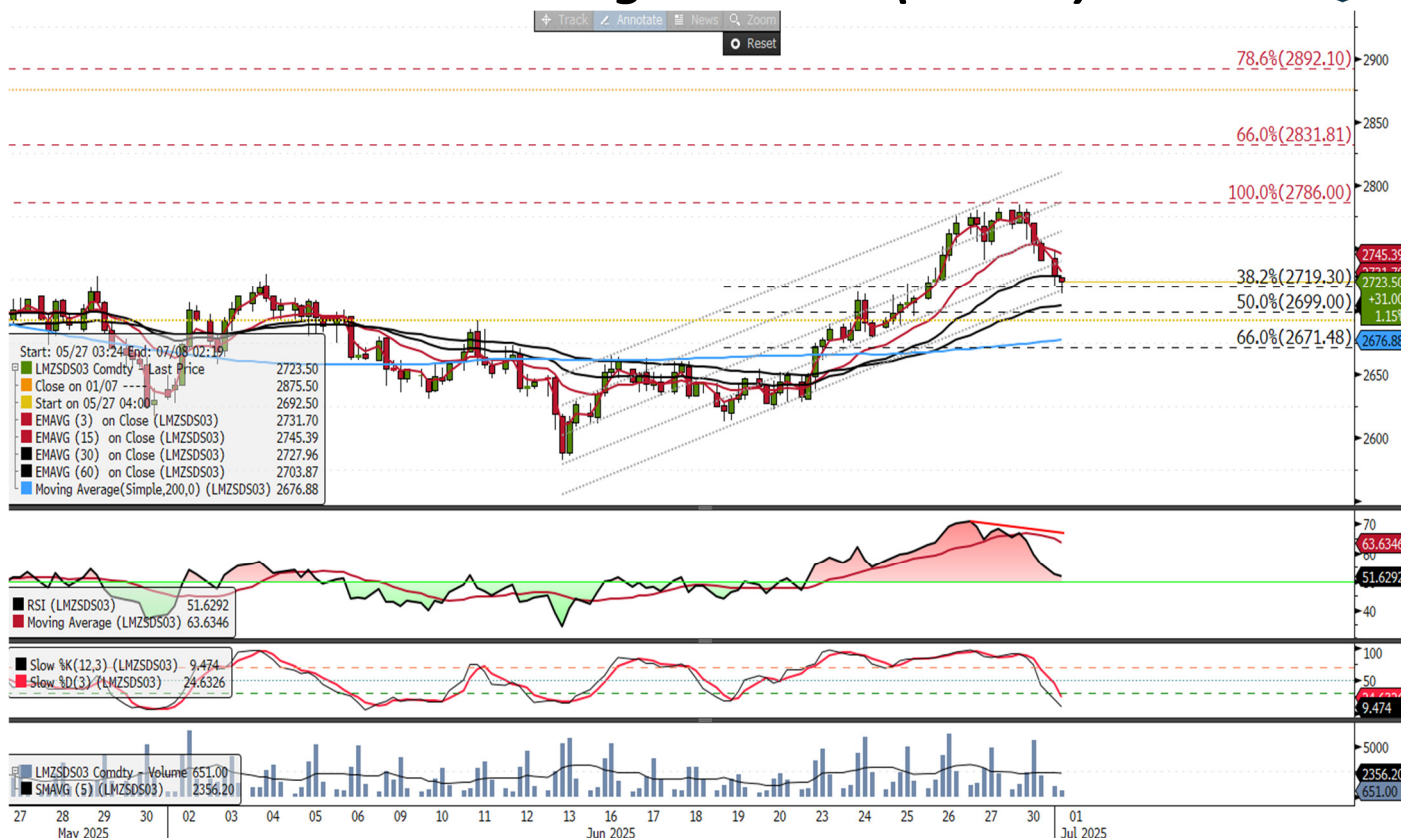 Track Annotate News Zoom
Reset
78.6%(2892.10)
66.0%(2831.81)
100.0%(2786.00)
38.2%(2719.30)
50.0%(2699.00)
66.0%(2671.48)
2900
2850
2800
2650
2600
2745.39
2723.50
+31.00
1.15%
2676.88
Start: 05/27 03:24 End: 07/08 02:19
LMZSDS03 Comdty - Last Price 2723.50
Close on 01/07 ---- 2875.50
Start on 05/27 04:00 2692.50
EMAVG (3) on Close (LMZSDS03) 2731.70
EMAVG (15) on Close (LMZSDS03) 2745.39
EMAVG (30) on Close (LMZSDS03) 2727.96
EMAVG (60) on Close (LMZSDS03) 2703.87
Moving Average(Simple,200,0) (LMZSDS03) 2676.88
70
63.6346
60
51.6292
40
RSI (LMZSDS03) 51.6292
Moving Average (LMZSDS03) 63.6346
100
50
9.474
Slow %K(12,3) (LMZSDS03) 9.474
Slow %D(3) (LMZSDS03) 24.6326
5000
2356.20
651.00
LMZSDS03 Comdty - Volume 651.00
SMAVG (5) (LMZSDS03) 2356.20
27 28 29 30 02 03 04 05 06 09 10 11 12 13 16 17 18 19 20 23 24 25 26 27 30 01
May 2025 Jun 2025 Jul 2025